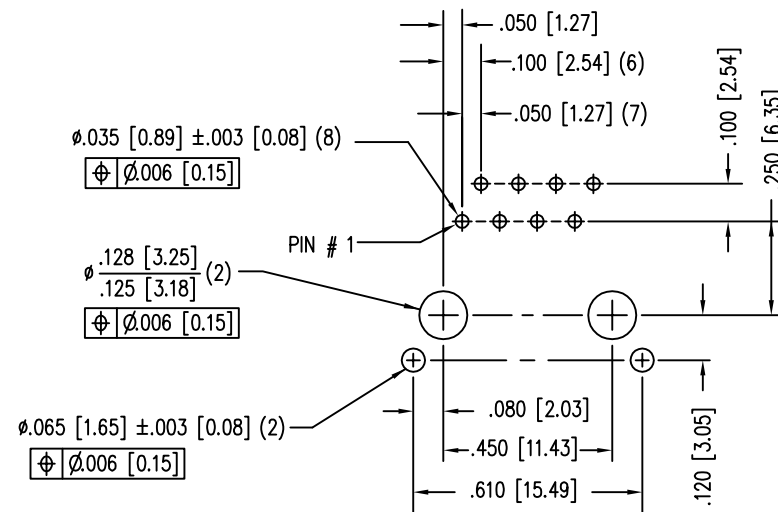 .050 [1.27]
.100 [2.54] (6)
.050 [1.27] (7)
.100 [2.54]
.250 [6.35]
⌀.035 [0.89] ±.003 [0.08] (8)
⌖ ⌀.006 [0.15]
PIN # 1
⌀ .128 [3.25]
.125 [3.18] (2)
⌖ ⌀.006 [0.15]
⌀.065 [1.65] ±.003 [0.08] (2)
⌖ ⌀.006 [0.15]
.080 [2.03]
.450 [11.43]
.610 [15.49]
.120 [3.05]